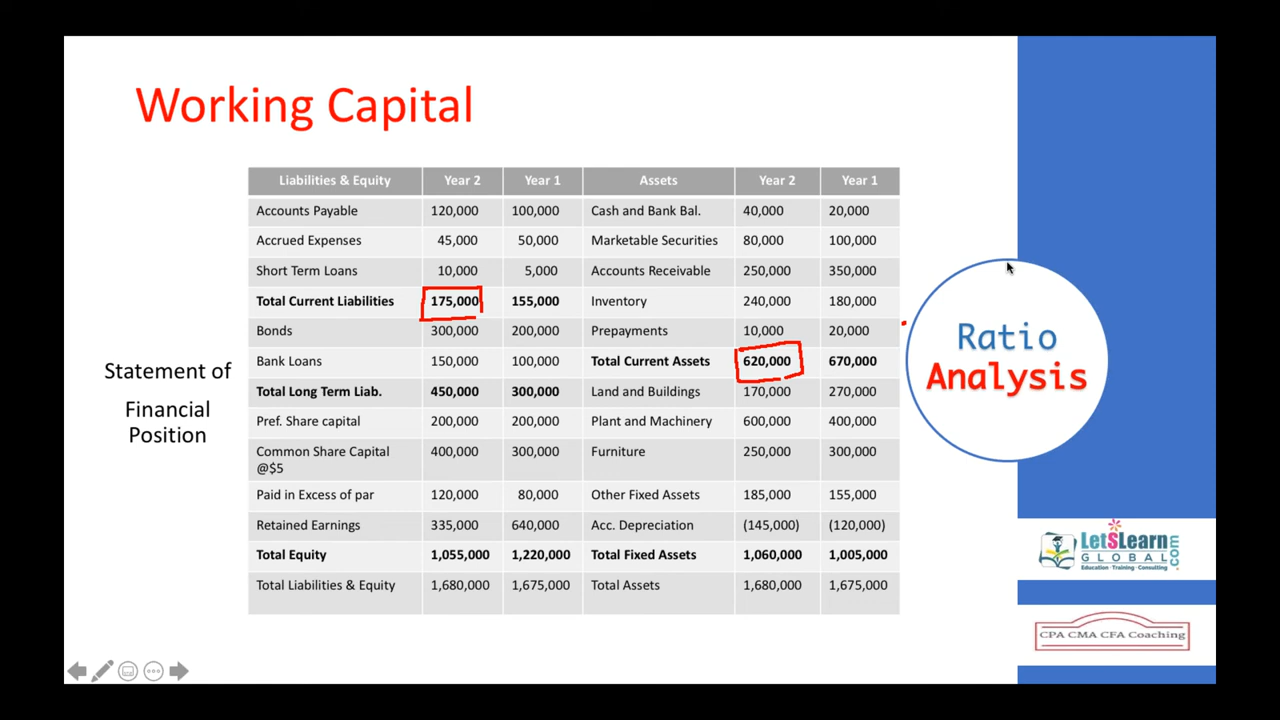 Working Capital
Liabilities & Equity Year 2 Year 1 Assets Year 2 Year 1
Accounts Payable 120,000 100,000 Cash and Bank Bal. 40,000 20,000
Accrued Expenses 45,000 50,000 Marketable Securities 80,000 100,000
Short Term Loans 10,000 5,000 Accounts Receivable 250,000 350,000
Total Current Liabilities 175,000 155,000 Inventory 240,000 180,000
Bonds 300,000 200,000 Prepayments 10,000 20,000
Bank Loans 150,000 100,000 Total Current Assets 620,000 670,000
Total Long Term Liab. 450,000 300,000 Land and Buildings 170,000 270,000
Pref. Share capital 200,000 200,000 Plant and Machinery 600,000 400,000
Common Share Capital 400,000 300,000 Furniture 250,000 300,000
@$5
Paid in Excess of par 120,000 80,000 Other Fixed Assets 185,000 155,000
Retained Earnings 335,000 640,000 Acc. Depreciation (145,000) (120,000)
Total Equity 1,055,000 1,220,000 Total Fixed Assets 1,060,000 1,005,000
Total Liabilities & Equity 1,680,000 1,675,000 Total Assets 1,680,000 1,675,000
Statement of
Financial
Position
Ratio
Analysis
LetSLearn
GLOBAL.com
Education · Training · Consulting
CPA CMA CFA Coaching